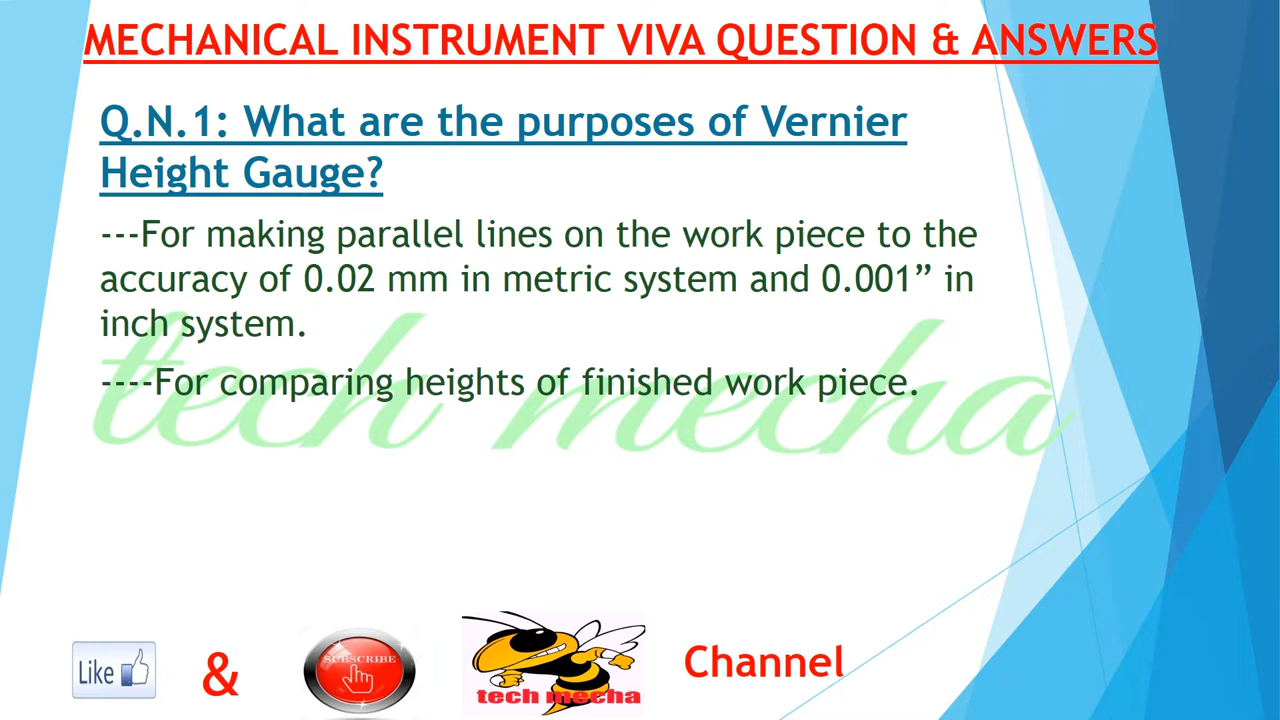 MECHANICAL INSTRUMENT VIVA QUESTION & ANSWERS
Q.N.1: What are the purposes of Vernier
Height Gauge?
---For making parallel lines on the work piece to the
accuracy of 0.02 mm in metric system and 0.001” in
inch system.
----For comparing heights of finished work piece.
tech mecha
Like
&
SUBSCRIBE
tech mecha
Channel